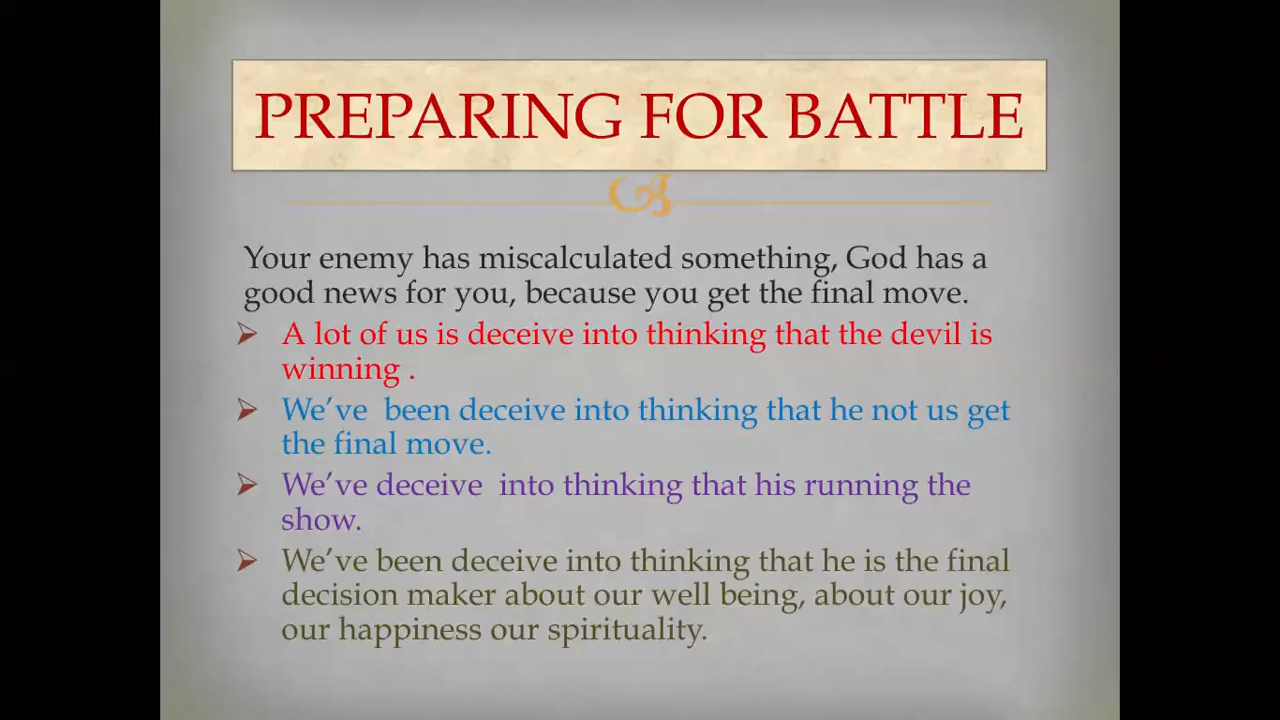 PREPARING FOR BATTLE
Your enemy has miscalculated something, God has a
good news for you, because you get the final move.
A lot of us is deceive into thinking that the devil is
winning .
We’ve  been deceive into thinking that he not us get
the final move.
We’ve deceive  into thinking that his running the
show.
We’ve been deceive into thinking that he is the final
decision maker about our well being, about our joy,
our happiness our spirituality.